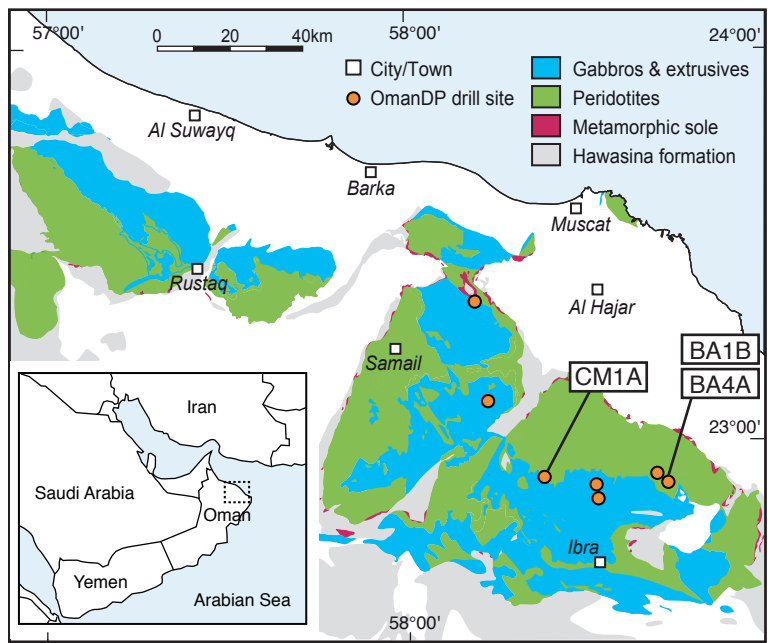 57°00'
58°00'
24°00'
0 20 40km
City/Town
OmanDP drill site
Gabbros & extrusives
Peridotites
Metamorphic sole
Hawasina formation
Al Suwayq
Barka
Muscat
Rustaq
Al Hajar
Samail
CM1A
BA1B
BA4A
23°00'
Ibra
Iran
Saudi Arabia
Oman
Yemen
Arabian Sea
58°00'